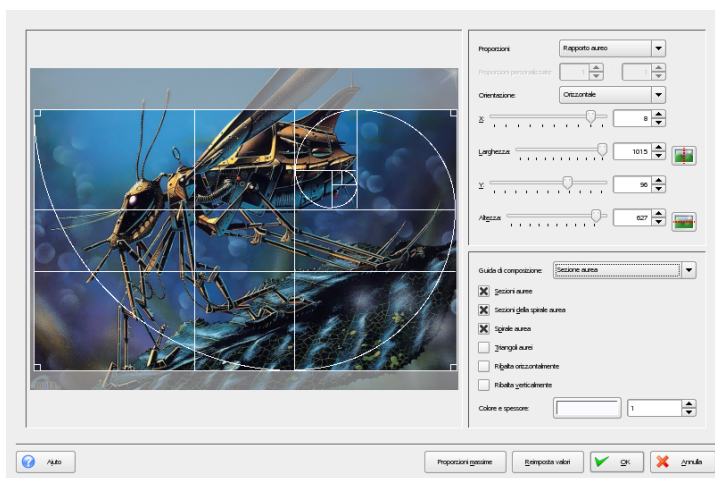 Proporzioni:
Rapporto aureo
Proporzioni personalizzate:
1
1
Orientazione:
Orizzontale
X:
8
Larghezza:
1015
Y:
96
Altezza:
627
Guida di composizione:
Sezione aurea
Sezioni auree
Sezioni della spirale aurea
Spirale aurea
Triangoli aurei
Ribalta orizzontalmente
Ribalta verticalmente
Colore e spessore:
1
Aiuto
Proporzioni massime
Reimposta valori
OK
Annulla